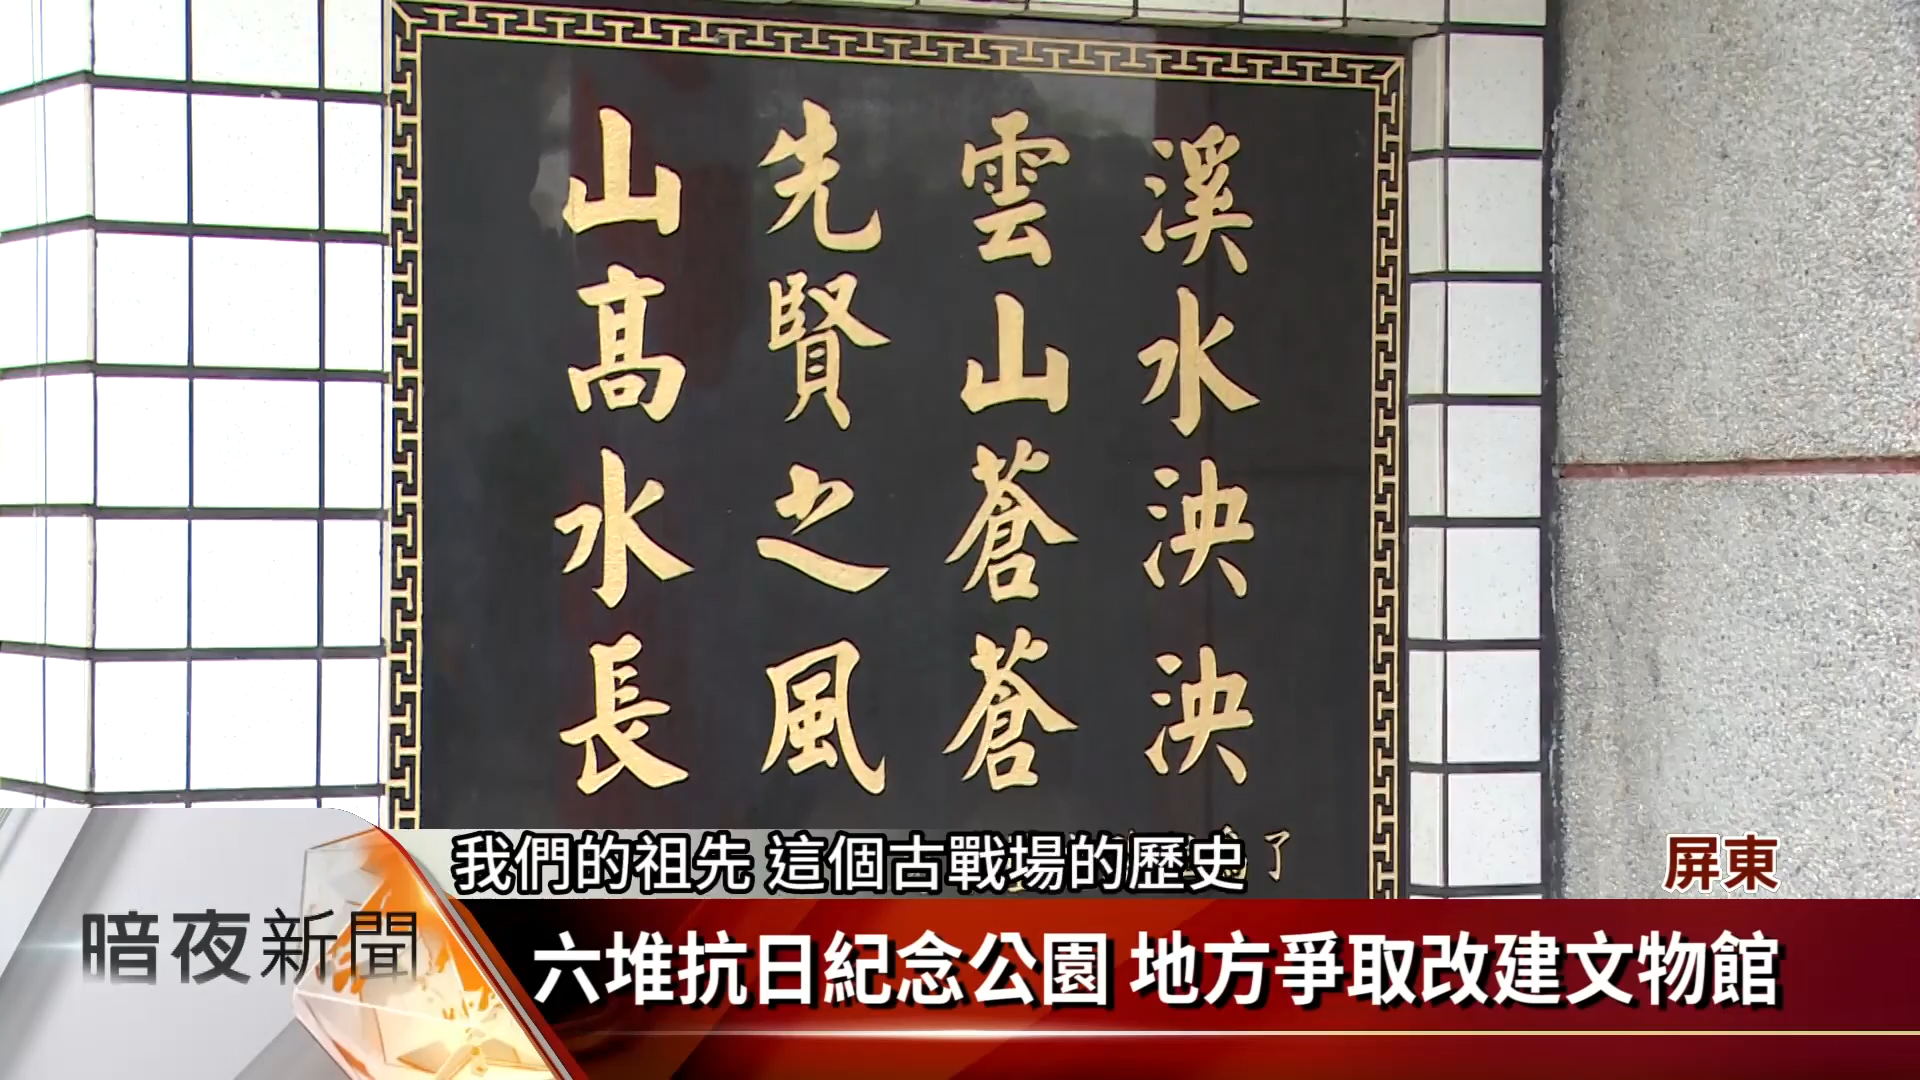 溪水泱泱
雲山蒼蒼
先賢之風
山高水長
我們的祖先 這個古戰場的歷史
屏東
暗夜新聞
六堆抗日紀念公園 地方爭取改建文物館